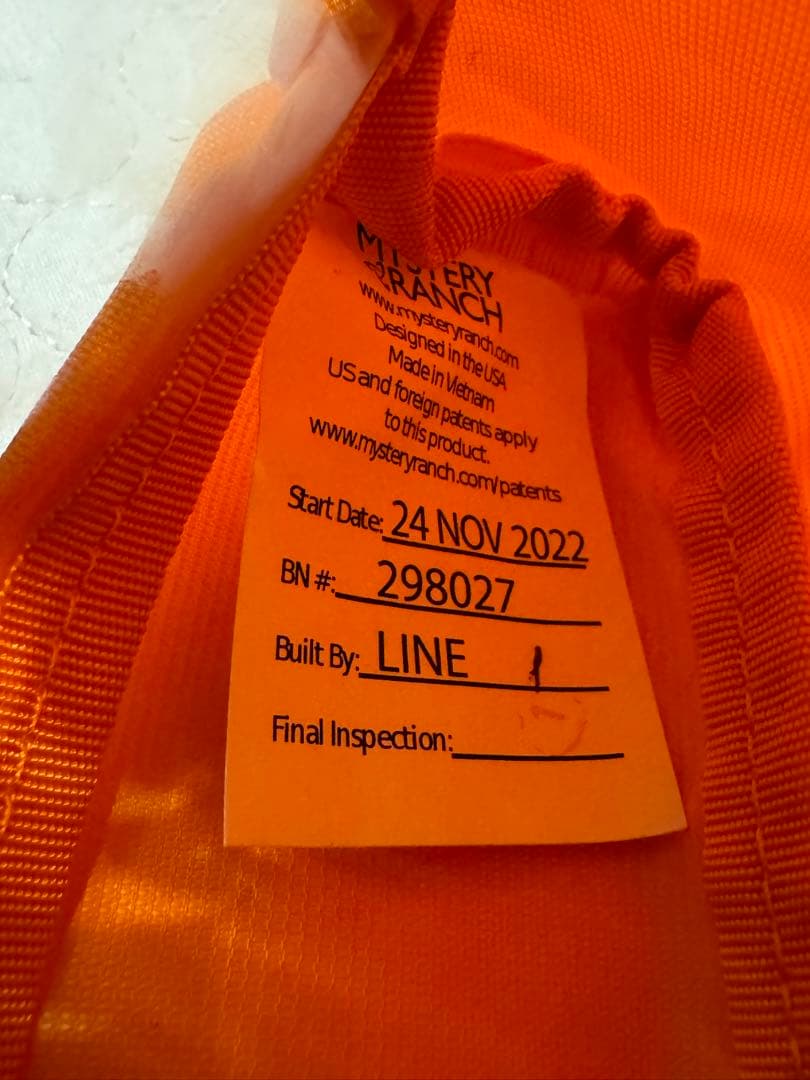 MYSTERY
RANCH
www.mysteryranch.com
Designed in the USA
Made in Vietnam
US and foreign patents apply
to this product.
www.mysteryranch.com/patents
Start Date: 24 NOV 2022
BN #: 298027
Built By: LINE 1
Final Inspection: